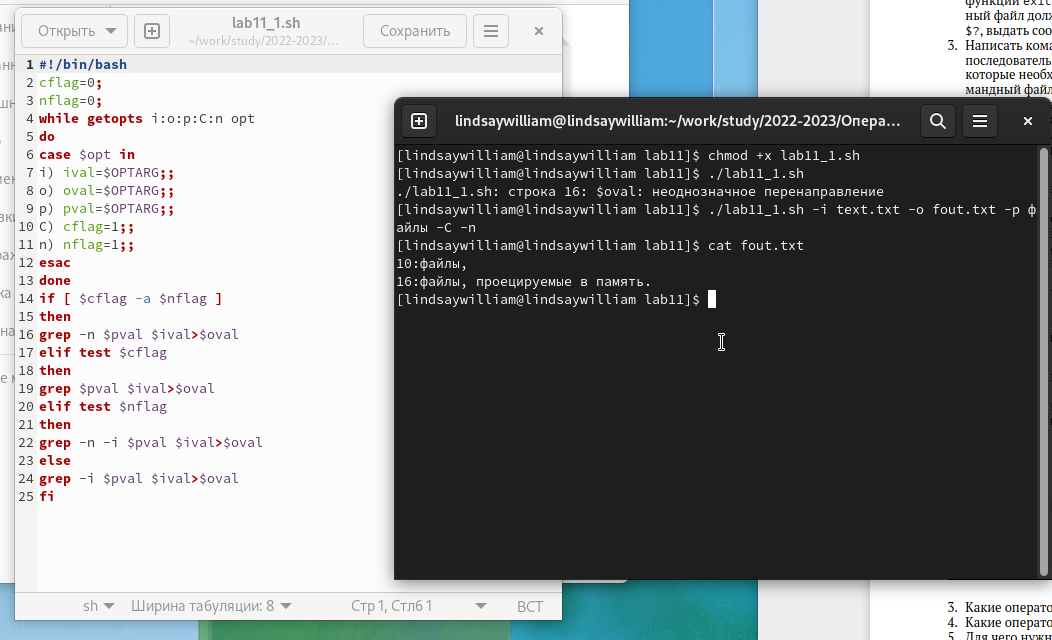 Открыть
lab11_1.sh
~/work/study/2022-2023/...
Сохранить
1 #!/bin/bash
2 cflag=0;
3 nflag=0;
4 while getopts i:o:p:C:n opt
5 do
6 case $opt in
7 i) ival=$OPTARG;;
8 o) oval=$OPTARG;;
9 p) pval=$OPTARG;;
10 C) cflag=1;;
11 n) nflag=1;;
12 esac
13 done
14 if [ $cflag -a $nflag ]
15 then
16 grep -n $pval $ival>$oval
17 elif test $cflag
18 then
19 grep $pval $ival>$oval
20 elif test $nflag
21 then
22 grep -n -i $pval $ival>$oval
23 else
24 grep -i $pval $ival>$oval
25 fi
sh
Ширина табуляции: 8
Стр 1, Стлб 1
ВСТ
lindsaywilliam@lindsaywilliam:~/work/study/2022-2023/Опера...
[lindsaywilliam@lindsaywilliam lab11]$ chmod +x lab11_1.sh
[lindsaywilliam@lindsaywilliam lab11]$ ./lab11_1.sh
./lab11_1.sh: строка 16: $oval: неоднозначное перенаправление
[lindsaywilliam@lindsaywilliam lab11]$ ./lab11_1.sh -i text.txt -o fout.txt -p ф
айлы -C -n
[lindsaywilliam@lindsaywilliam lab11]$ cat fout.txt
10:файлы,
16:файлы, проецируемые в память.
[lindsaywilliam@lindsaywilliam lab11]$
функции exi
ный файл дол
$?, выдать соо
3. Написать кома
последователь
которые необх
мандный файл
3. Какие операто
4. Какие операто
5. Для чего нужн